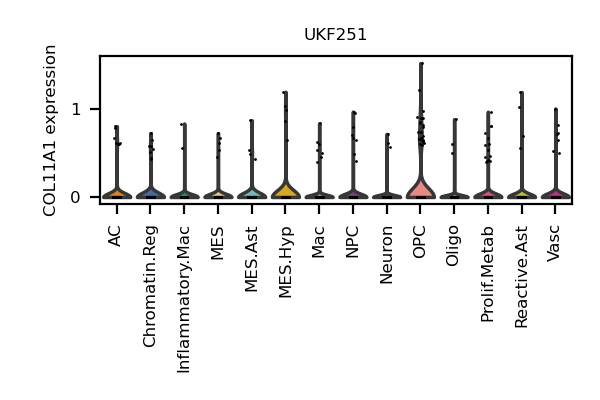 UKF251
COL11A1 expression
1
0
AC
Chromatin.Reg
Inflammatory.Mac
MES
MES.Ast
MES.Hyp
Mac
NPC
Neuron
OPC
Oligo
Prolif.Metab
Reactive.Ast
Vasc